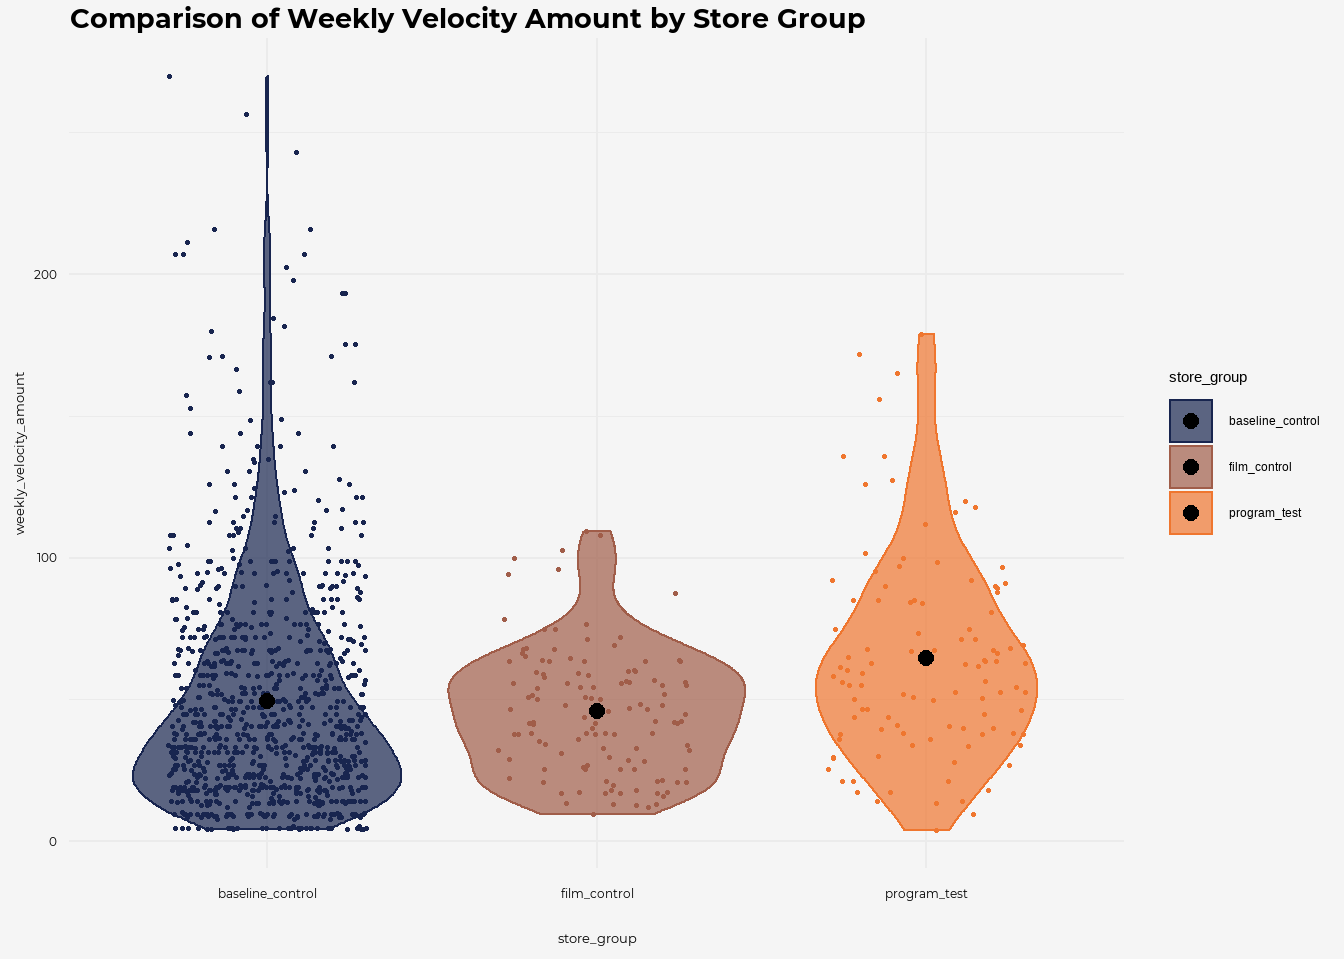 Comparison of Weekly Velocity Amount by Store Group
weekly_velocity_amount
200
100
0
baseline_control
film_control
program_test
store_group
store_group
baseline_control
film_control
program_test